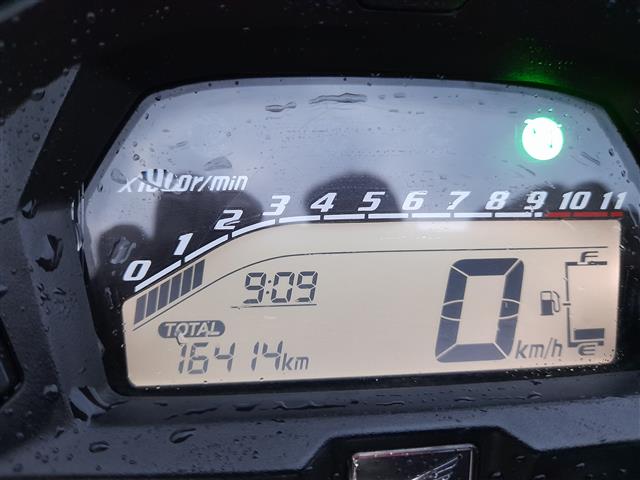 x1000r/min
0 1 2 3 4 5 6 7 8 9 10 11
9:09
F
TOTAL
16414km
0 km/h
E